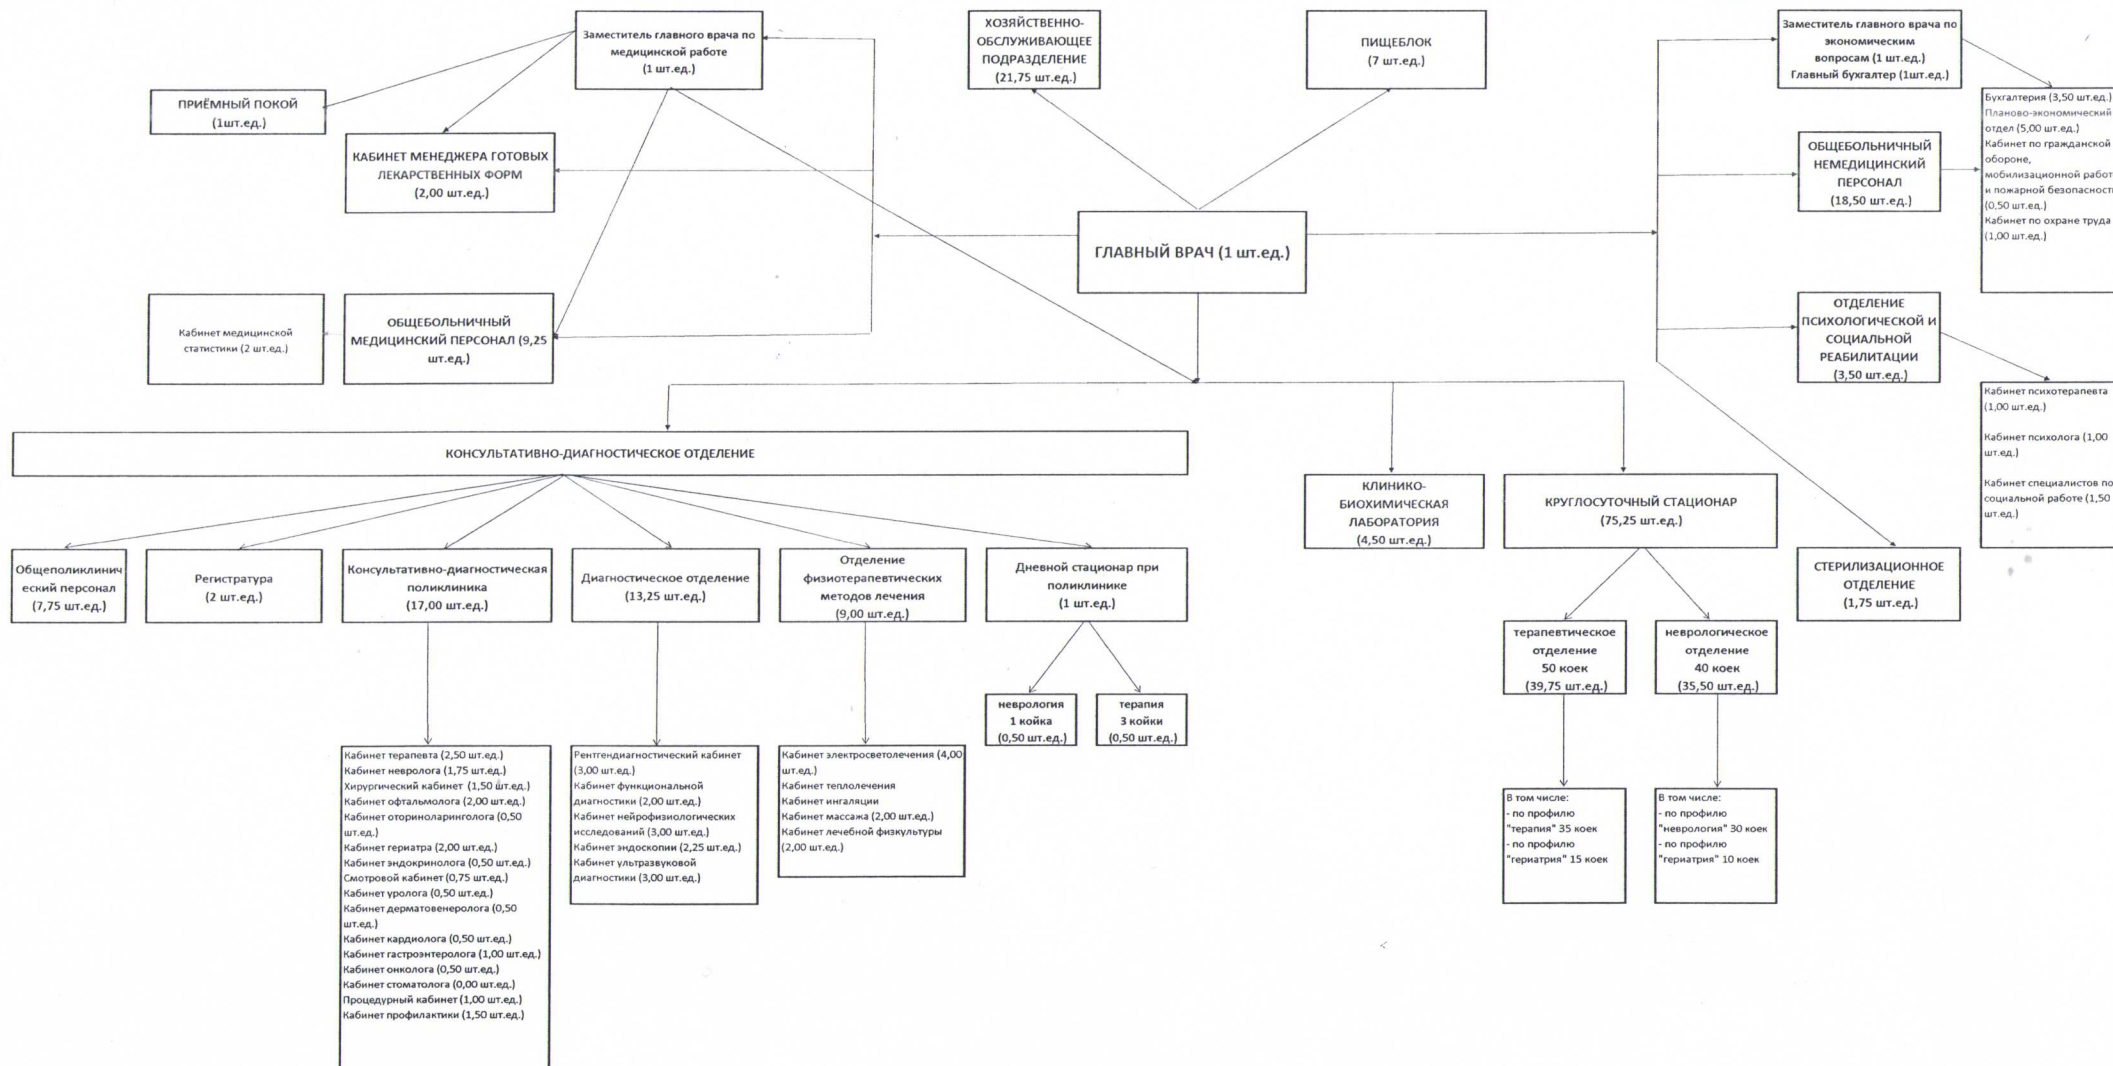 Заместитель главного врача по
медицинской работе
(1 шт.ед.)
ХОЗЯЙСТВЕННО-
ОБСЛУЖИВАЮЩЕЕ
ПОДРАЗДЕЛЕНИЕ
(21,75 шт.ед.)
ПИЩЕБЛОК
(7 шт.ед.)
Заместитель главного врача по
экономическим
вопросам (1 шт.ед.)
Главный бухгалтер (1шт.ед.)
ПРИЁМНЫЙ ПОКОЙ
(1шт.ед.)
КАБИНЕТ МЕНЕДЖЕРА ГОТОВЫХ
ЛЕКАРСТВЕННЫХ ФОРМ
(2,00 шт.ед.)
ОБЩЕБОЛЬНИЧНЫЙ
НЕМЕДИЦИНСКИЙ
ПЕРСОНАЛ
(18,50 шт.ед.)
Бухгалтерия (3,50 шт.ед.)
Планово-экономический
отдел (5,00 шт.ед.)
Кабинет по гражданской
обороне,
мобилизационной работ
и пожарной безопасност
(0,50 шт.ед.)
Кабинет по охране труда
(1,00 шт.ед.)
ГЛАВНЫЙ ВРАЧ (1 шт.ед.)
Кабинет медицинской
статистики (2 шт.ед.)
ОБЩЕБОЛЬНИЧНЫЙ
МЕДИЦИНСКИЙ ПЕРСОНАЛ (9,25
шт.ед.)
ОТДЕЛЕНИЕ
ПСИХОЛОГИЧЕСКОЙ И
СОЦИАЛЬНОЙ
РЕАБИЛИТАЦИИ
(3,50 шт.ед.)
Кабинет психотерапевта
(1,00 шт.ед.)
Кабинет психолога (1,00
шт.ед.)
Кабинет специалистов по
социальной работе (1,50
шт.ед.)
КОНСУЛЬТАТИВНО-ДИАГНОСТИЧЕСКОЕ ОТДЕЛЕНИЕ
КЛИНИКО-
БИОХИМИЧЕСКАЯ
ЛАБОРАТОРИЯ
(4,50 шт.ед.)
КРУГЛОСУТОЧНЫЙ СТАЦИОНАР
(75,25 шт.ед.)
СТЕРИЛИЗАЦИОННОЕ
ОТДЕЛЕНИЕ
(1,75 шт.ед.)
Общеполиклинич
еский персонал
(7,75 шт.ед.)
Регистратура
(2 шт.ед.)
Консультативно-диагностическая
поликлиника
(17,00 шт.ед.)
Диагностическое отделение
(13,25 шт.ед.)
Отделение
физиотерапевтических
методов лечения
(9,00 шт.ед.)
Дневной стационар при
поликлинике
(1 шт.ед.)
терапевтическое
отделение
50 коек
(39,75 шт.ед.)
неврологическое
отделение
40 коек
(35,50 шт.ед.)
неврология
1 койка
(0,50 шт.ед.)
терапия
3 койки
(0,50 шт.ед.)
Кабинет терапевта (2,50 шт.ед.)
Кабинет невролога (1,75 шт.ед.)
Хирургический кабинет (1,50 шт.ед.)
Кабинет офтальмолога (2,00 шт.ед.)
Кабинет оториноларинголога (0,50
шт.ед.)
Кабинет гериатра (2,00 шт.ед.)
Кабинет эндокринолога (0,50 шт.ед.)
Смотровой кабинет (0,75 шт.ед.)
Кабинет уролога (0,50 шт.ед.)
Кабинет дерматовенеролога (0,50
шт.ед.)
Кабинет кардиолога (0,50 шт.ед.)
Кабинет гастроэнтеролога (1,00 шт.ед.)
Кабинет онколога (0,50 шт.ед.)
Кабинет стоматолога (0,00 шт.ед.)
Процедурный кабинет (1,00 шт.ед.)
Кабинет профилактики (1,50 шт.ед.)
Рентгендиагностический кабинет
(3,00 шт.ед.)
Кабинет функциональной
диагностики (2,00 шт.ед.)
Кабинет нейрофизиологических
исследований (3,00 шт.ед.)
Кабинет эндоскопии (2,25 шт.ед.)
Кабинет ультразвуковой
диагностики (3,00 шт.ед.)
Кабинет электросветолечения (4,00
шт.ед.)
Кабинет теплолечения
Кабинет ингаляции
Кабинет массажа (2,00 шт.ед.)
Кабинет лечебной физкультуры
(2,00 шт.ед.)
В том числе:
- по профилю
"терапия" 35 коек
- по профилю
"гериатрия" 15 коек
В том числе:
- по профилю
"неврология" 30 коек
- по профилю
"гериатрия" 10 коек